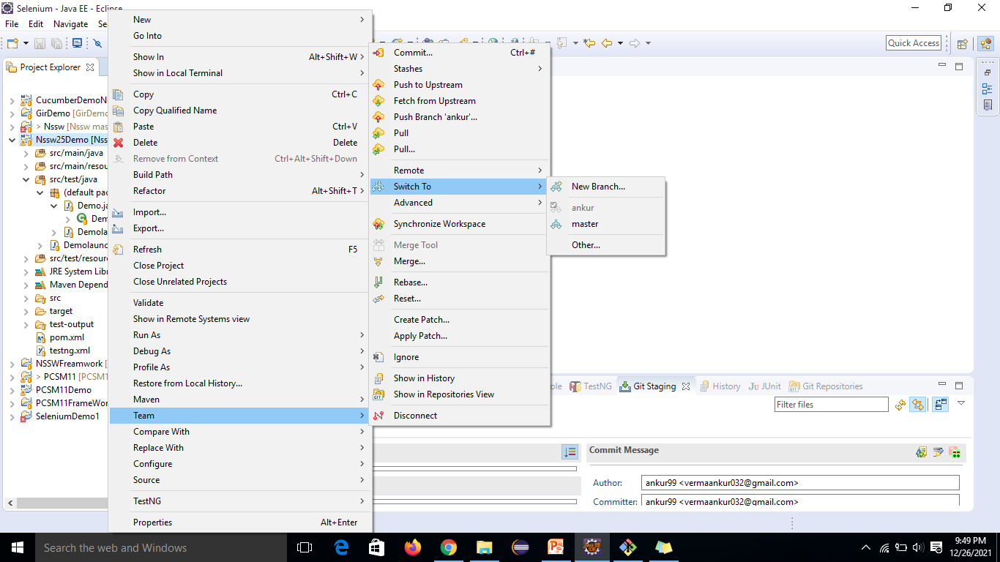 Selenium - Java EE - Eclipse
File Edit Navigate Se
Quick Access
Project Explorer
CucumberDemoN
GirDemo [GirDemo
> Nssw [Nssw mas
Nssw25Demo [Nss
src/main/java
src/main/resou
src/test/java
(default pac
Demo.ja
Dem
Demola
Demolaunc
src/test/resour
JRE System Libr
Maven Depend
src
target
test-output
pom.xml
testng.xml
NSSWFreamwork [
> PCSM11 [PCSM1
PCSM11Demo
PCSM11FrameWor
SeleniumDemo1
New
Go Into
Show In Alt+Shift+W
Show in Local Terminal
Copy Ctrl+C
Copy Qualified Name
Paste Ctrl+V
Delete Delete
Remove from Context Ctrl+Alt+Shift+Down
Build Path
Refactor Alt+Shift+T
Import...
Export...
Refresh F5
Close Project
Close Unrelated Projects
Validate
Show in Remote Systems view
Run As
Debug As
Profile As
Restore from Local History...
Maven
Team
Compare With
Replace With
Configure
Source
TestNG
Properties Alt+Enter
Commit... Ctrl+#
Stashes
Push to Upstream
Fetch from Upstream
Push Branch 'ankur'...
Pull
Pull...
Remote
Switch To
Advanced
Synchronize Workspace
Merge Tool
Merge...
Rebase...
Reset...
Create Patch...
Apply Patch...
Ignore
Show in History
Show in Repositories View
Disconnect
New Branch...
ankur
master
Other...
ole TestNG Git Staging History JUnit Git Repositories
Filter files
Commit Message
Author: ankur99 <vermaankur032@gmail.com>
Committer: ankur99 <vermaankur032@gmail.com>
Search the web and Windows
9:49 PM
12/26/2021